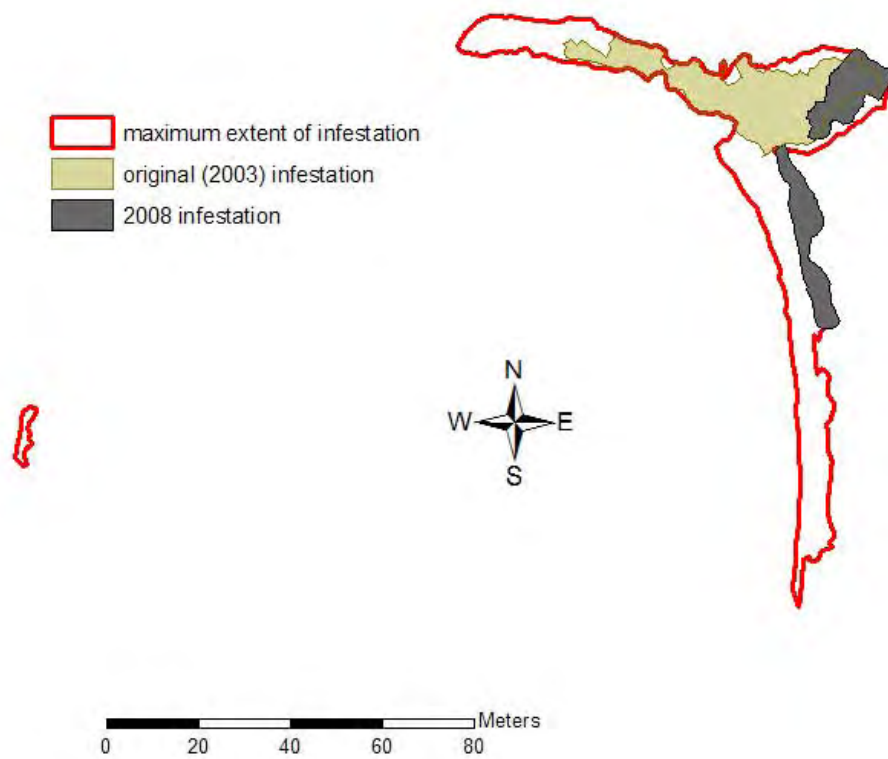 maximum extent of infestation
original (2003) infestation
2008 infestation
N
W E
S
Meters
0 20 40 60 80